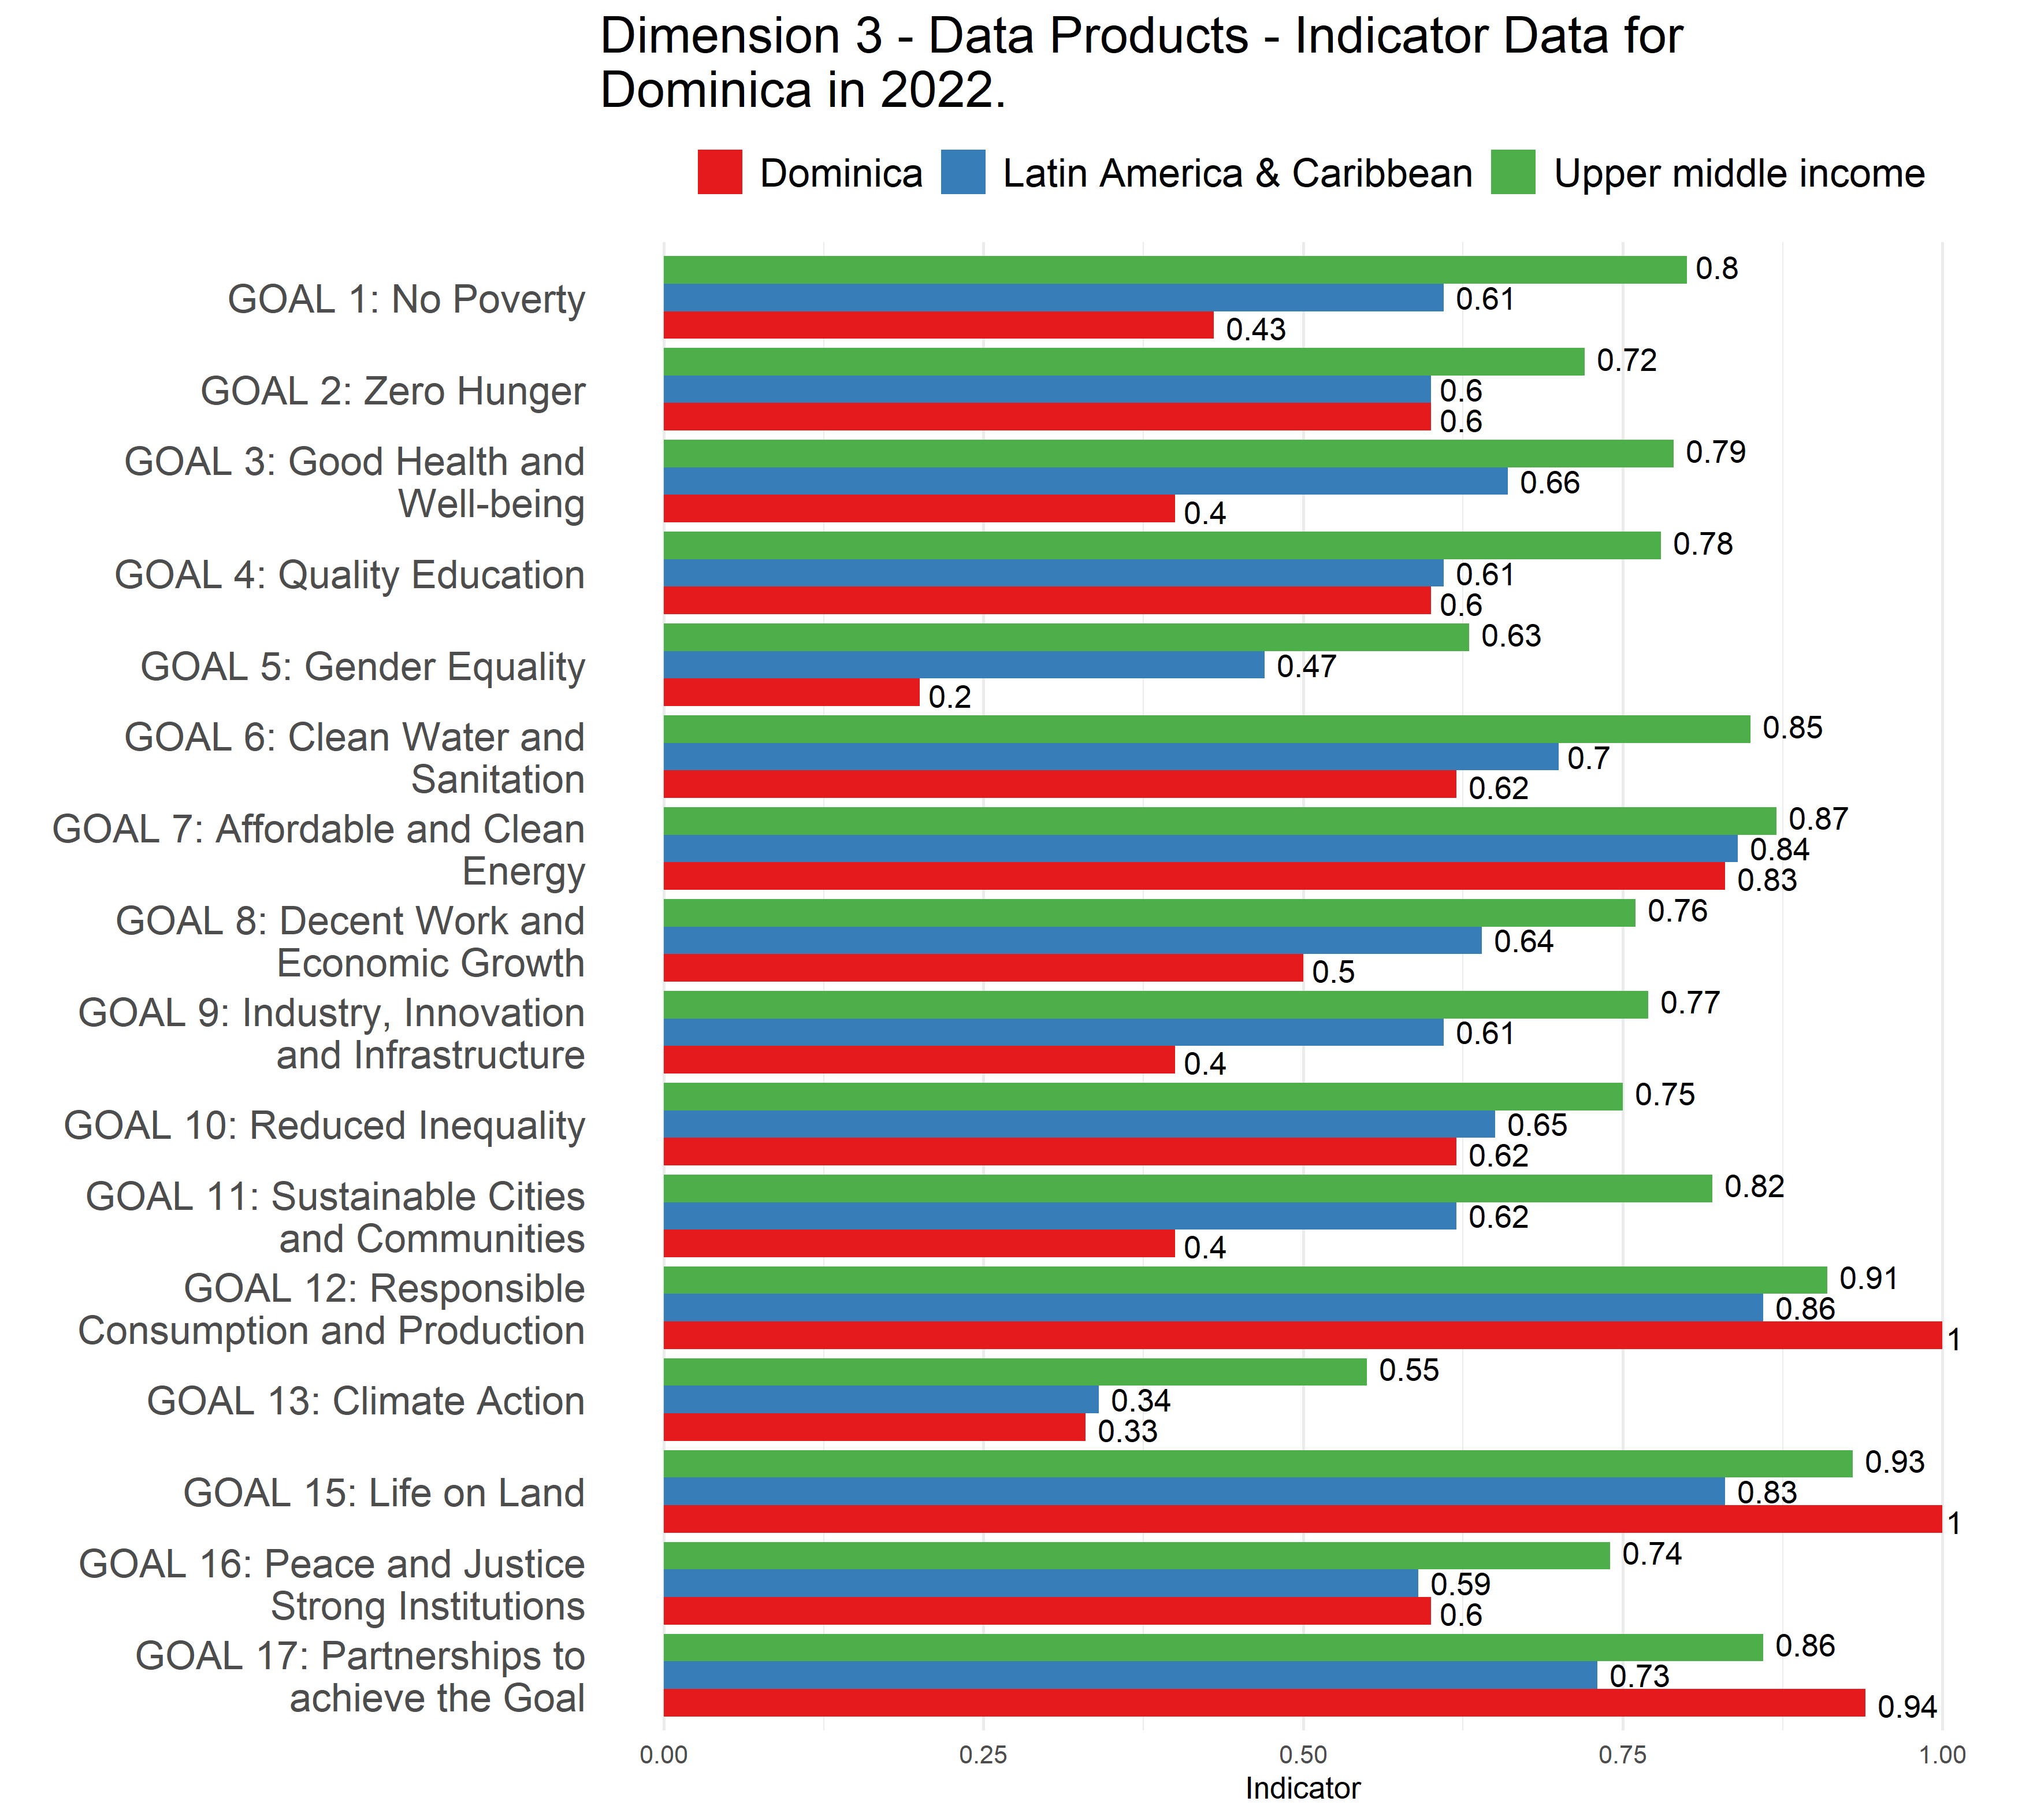 Dimension 3 - Data Products - Indicator Data for
Dominica in 2022.
Dominica Latin America & Caribbean Upper middle income
GOAL 1: No Poverty
0.8
0.61
0.43
GOAL 2: Zero Hunger
0.72
0.6
0.6
GOAL 3: Good Health and
Well-being
0.79
0.66
0.4
GOAL 4: Quality Education
0.78
0.61
0.6
GOAL 5: Gender Equality
0.63
0.47
0.2
GOAL 6: Clean Water and
Sanitation
0.85
0.7
0.62
GOAL 7: Affordable and Clean
Energy
0.87
0.84
0.83
GOAL 8: Decent Work and
Economic Growth
0.76
0.64
0.5
GOAL 9: Industry, Innovation
and Infrastructure
0.77
0.61
0.4
GOAL 10: Reduced Inequality
0.75
0.65
0.62
GOAL 11: Sustainable Cities
and Communities
0.82
0.62
0.4
GOAL 12: Responsible
Consumption and Production
0.91
0.86
1
GOAL 13: Climate Action
0.55
0.34
0.33
GOAL 15: Life on Land
0.93
0.83
1
GOAL 16: Peace and Justice
Strong Institutions
0.74
0.59
0.6
GOAL 17: Partnerships to
achieve the Goal
0.86
0.73
0.94
0.00 0.25 0.50 0.75 1.00
Indicator